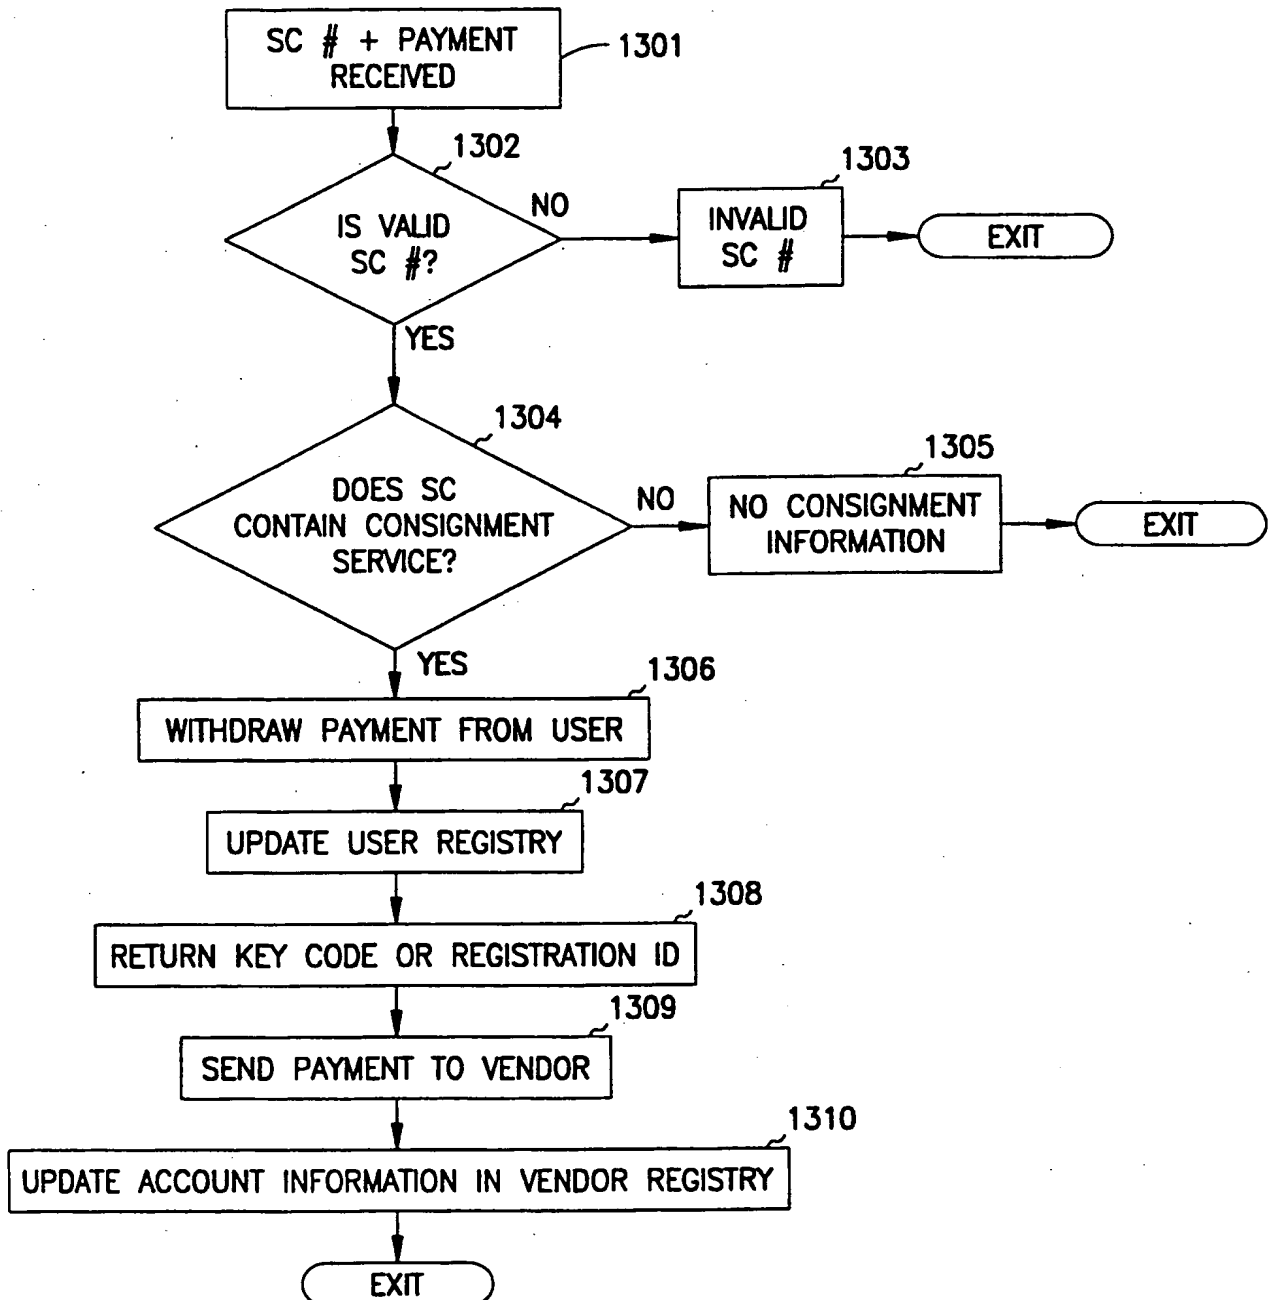 SC # + PAYMENT
RECEIVED
1301
1302
IS VALID
SC #?
NO
1303
INVALID
SC #
EXIT
YES
1304
DOES SC
CONTAIN CONSIGNMENT
SERVICE?
NO
1305
NO CONSIGNMENT
INFORMATION
EXIT
YES
1306
WITHDRAW PAYMENT FROM USER
1307
UPDATE USER REGISTRY
1308
RETURN KEY CODE OR REGISTRATION ID
1309
SEND PAYMENT TO VENDOR
1310
UPDATE ACCOUNT INFORMATION IN VENDOR REGISTRY
EXIT